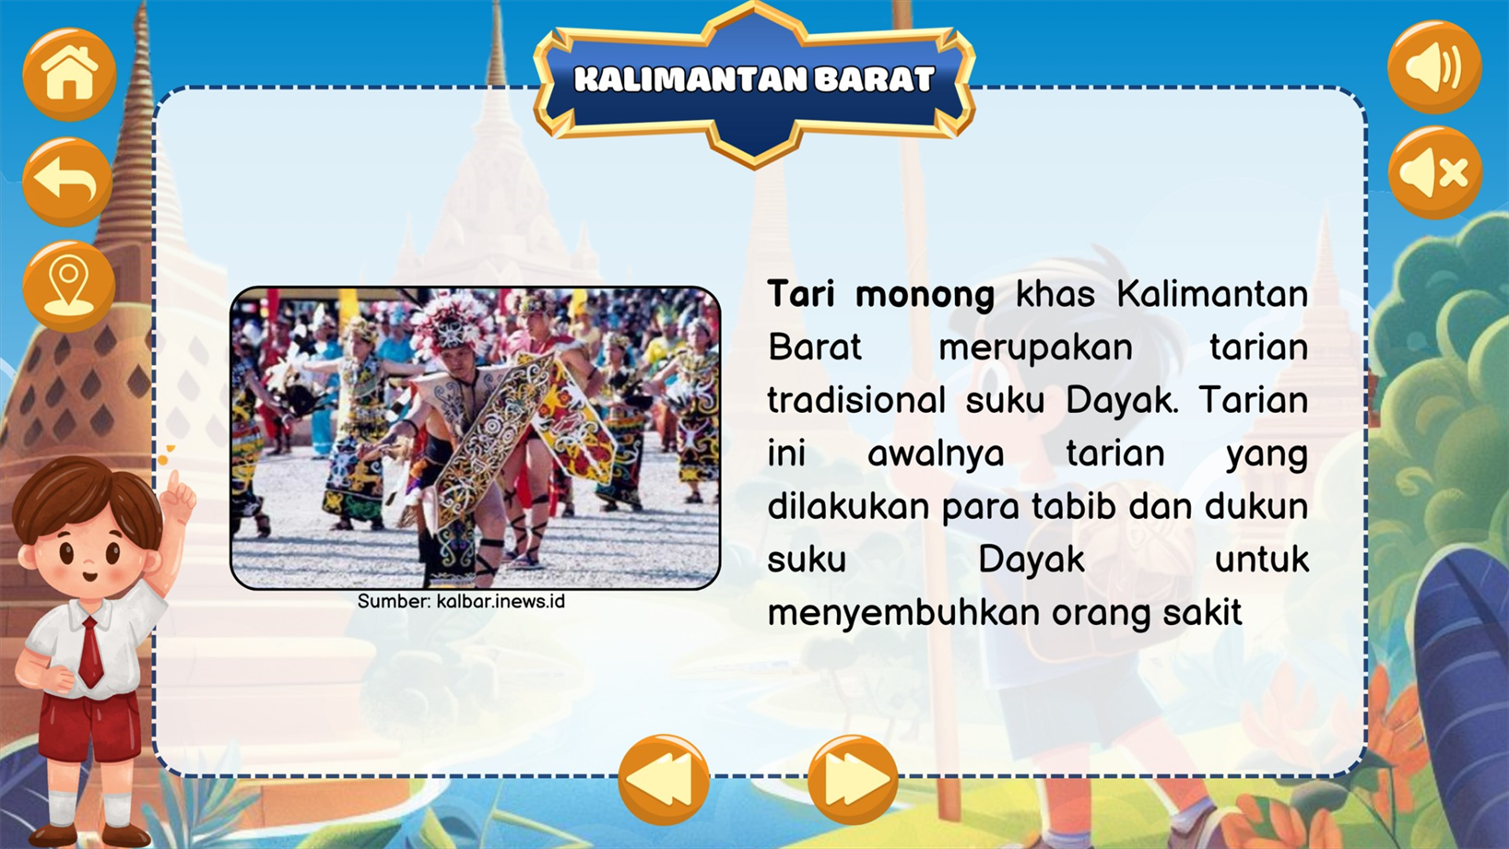 KALIMANTAN BARAT
Tari monong khas Kalimantan
Barat merupakan tarian
tradisional suku Dayak. Tarian
ini awalnya tarian yang
dilakukan para tabib dan dukun
suku Dayak untuk
menyembuhkan orang sakit
Sumber: kalbar.inews.id